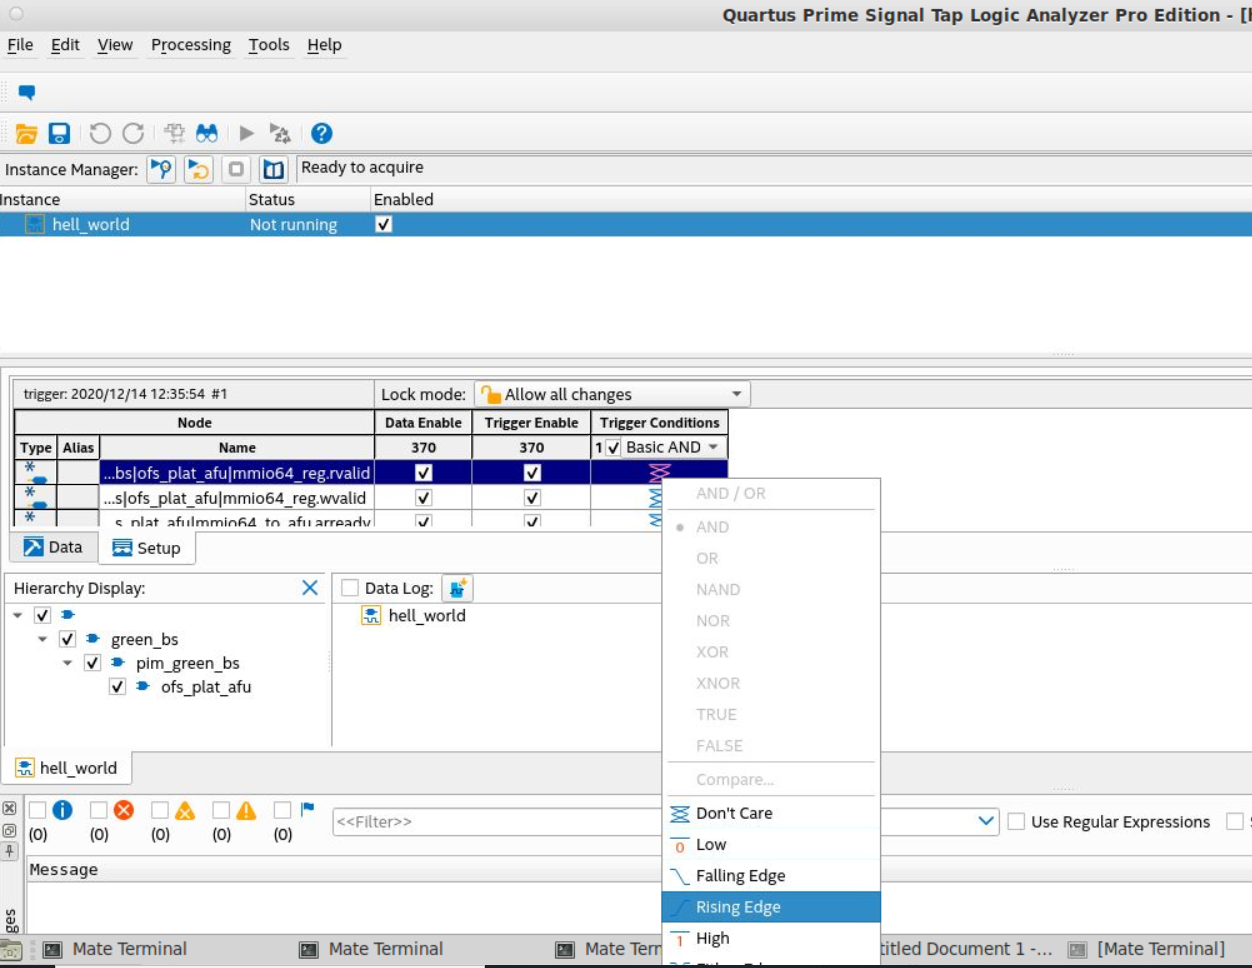 Quartus Prime Signal Tap Logic Analyzer Pro Edition - [
File Edit View Processing Tools Help
Instance Manager: Ready to acquire
Instance Status Enabled
hell_world Not running
trigger: 2020/12/14 12:35:54 #1 Lock mode: Allow all changes
Node Data Enable Trigger Enable Trigger Conditions
Type Alias Name 370 370 1 Basic AND
...bs|ofs_plat_afu|mmio64_reg.rvalid
...s|ofs_plat_afu|mmio64_reg.wvalid
s_plat_afu|mmio64_to_afu.arready
Data Setup
Hierarchy Display: Data Log:
hell_world
green_bs
pim_green_bs
ofs_plat_afu
hell_world
AND / OR
AND
OR
NAND
NOR
XOR
XNOR
TRUE
FALSE
Compare...
Don't Care
Low
Falling Edge
Rising Edge
High
(0) (0) (0) (0) (0) <<Filter>> Use Regular Expressions
Message
ges
Mate Terminal Mate Terminal Mate Terr titled Document 1 -... [Mate Terminal]